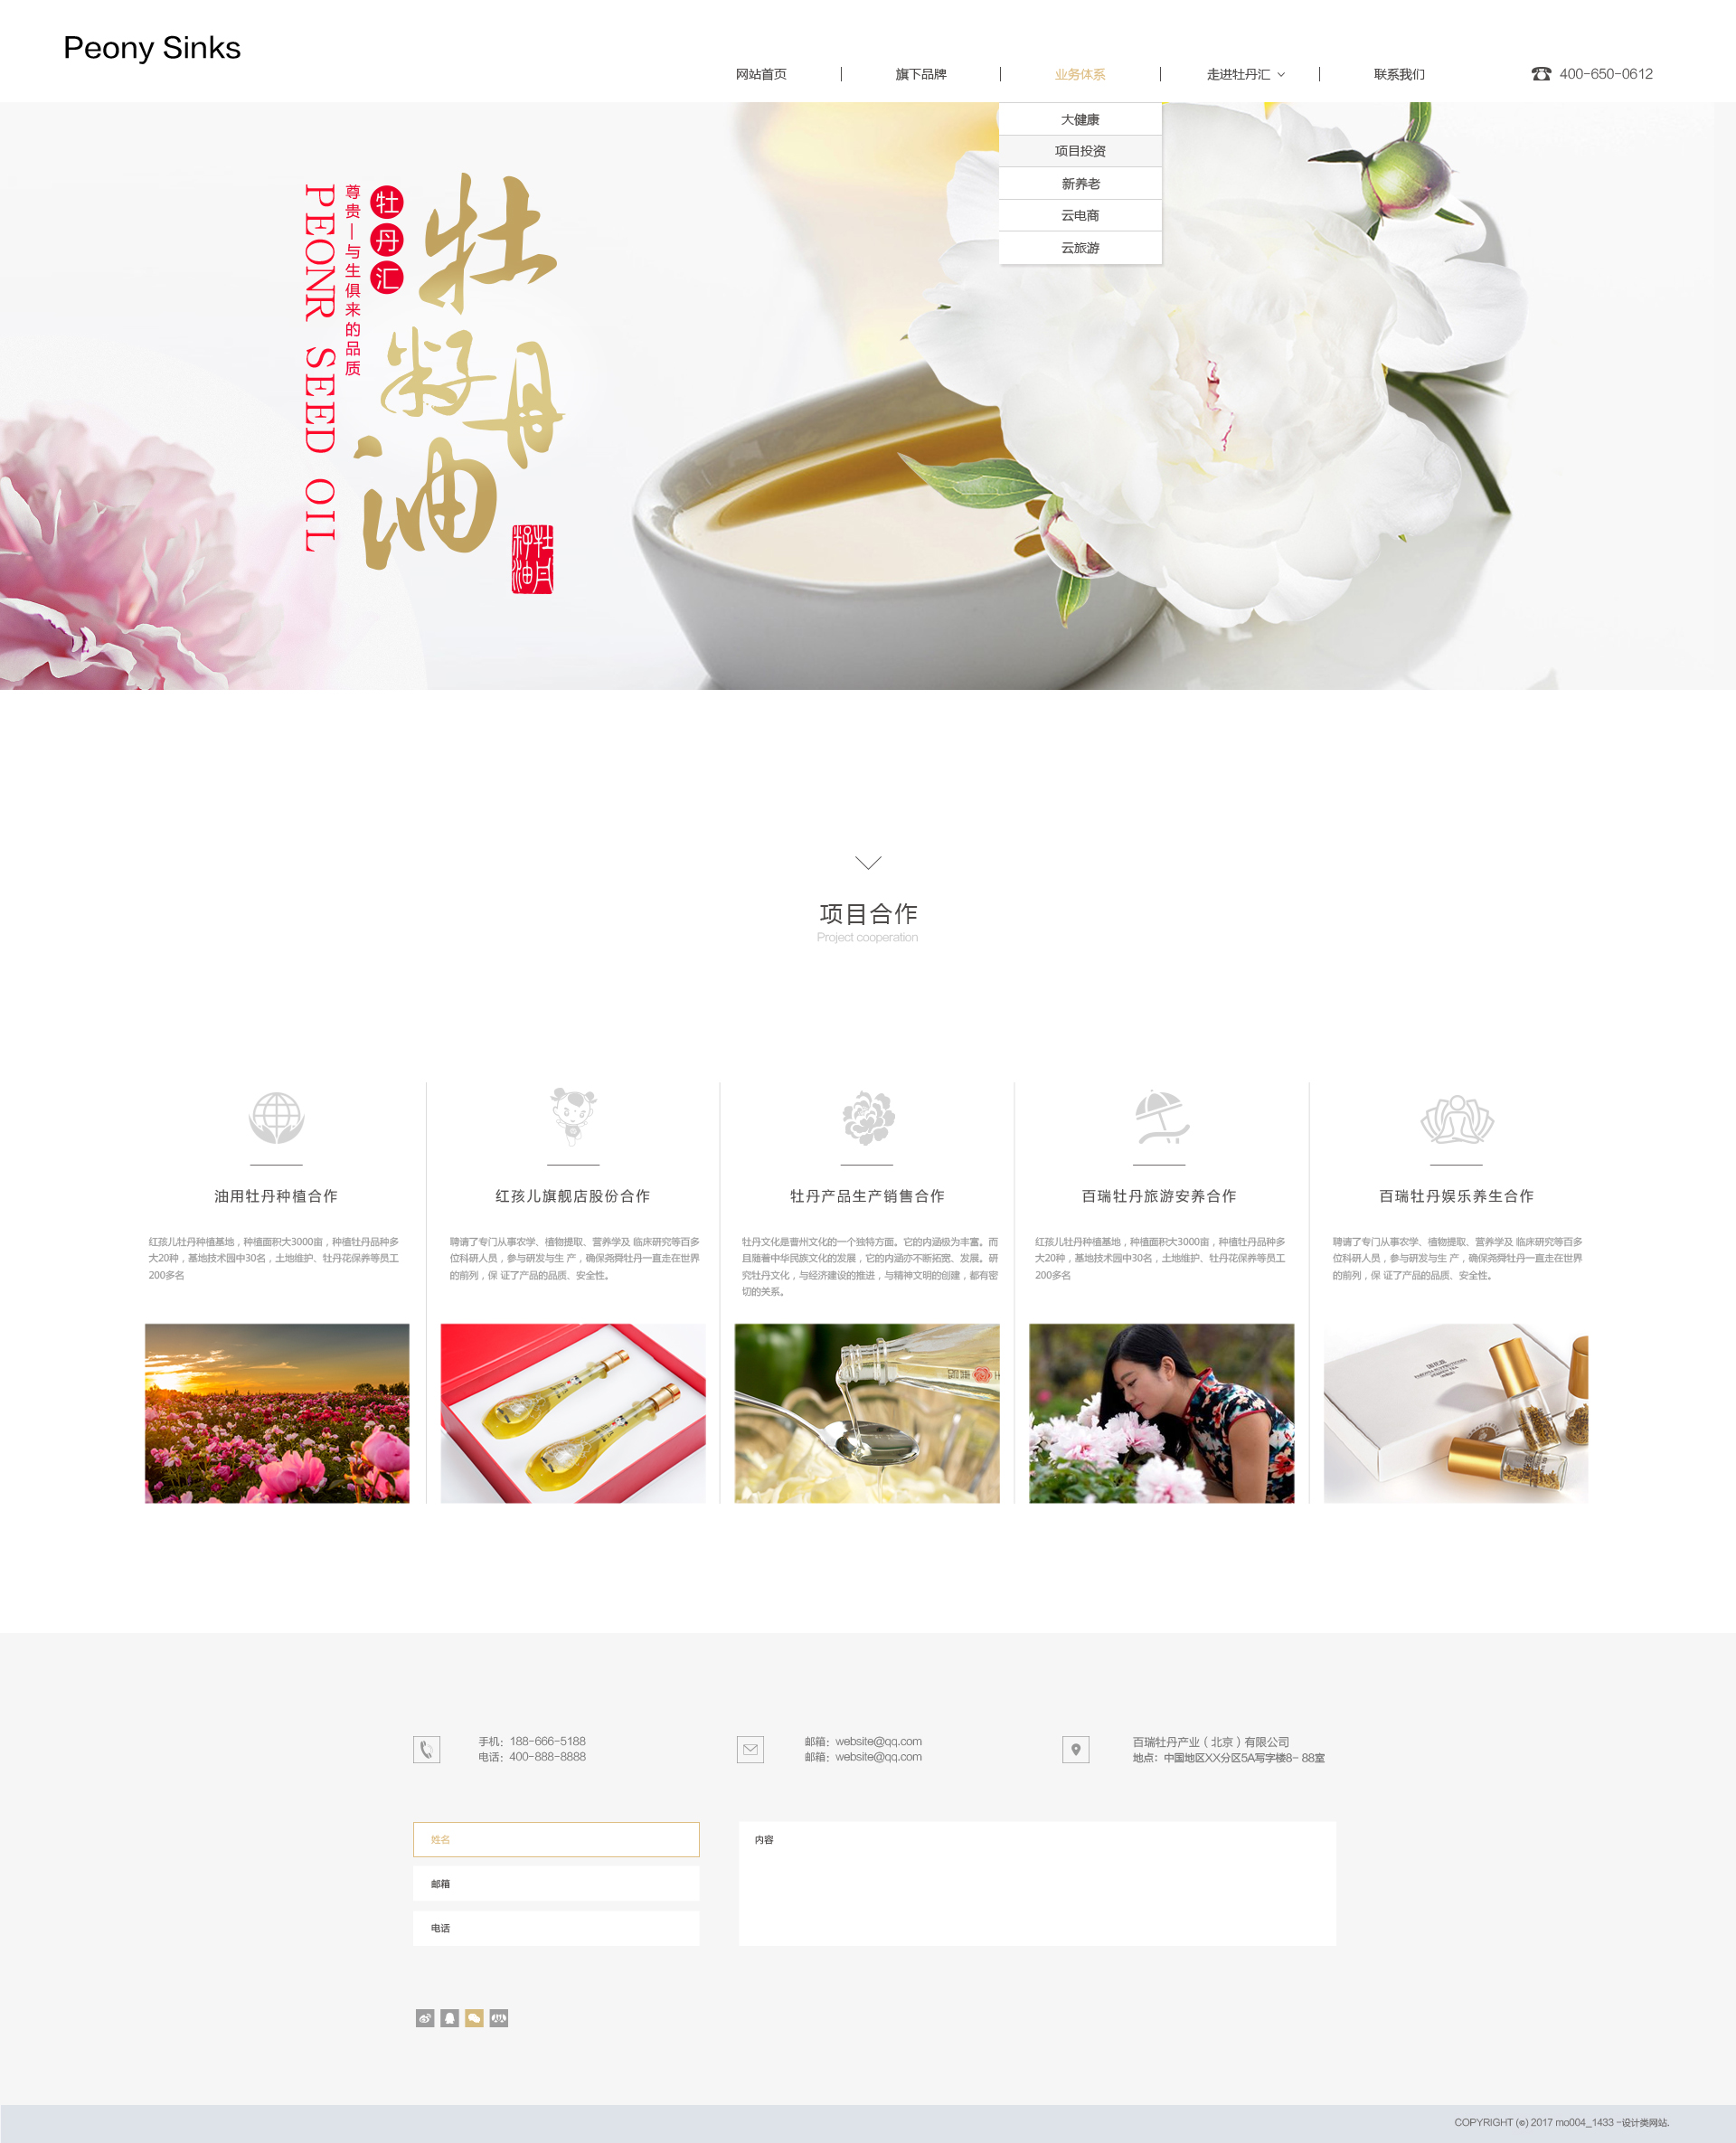 Peony Sinks
网站首页
旗下品牌
业务体系
走进牡丹汇
联系我们
400-650-0612
大健康
项目投资
新养老
云电商
云旅游
牡丹籽油
牡丹汇
尊贵—与生俱来的品质
PEONR SEED OIL
牡丹籽油
项目合作
Project cooperation
油用牡丹种植合作
红孩儿牡丹种植基地，种植面积大3000亩，种植牡丹品种多
大20种，基地技术园中30名，土地维护、牡丹花保养等员工
200多名
红孩儿旗舰店股份合作
聘请了专门从事农学、植物提取、营养学及 临床研究等百多
位科研人员，参与研发与生 产，确保尧舜牡丹一直走在世界
的前列，保 证了产品的品质、安全性。
牡丹产品生产销售合作
牡丹文化是曹州文化的一个独特方面。它的内涵极为丰富。而
且随著中华民族文化的发展，它的内涵亦不断拓宽、发展。研
究牡丹文化，与经济建设的推进，与精神文明的创建，都有密
切的关系。
百瑞牡丹旅游安养合作
红孩儿牡丹种植基地，种植面积大3000亩，种植牡丹品种多
大20种，基地技术园中30名，土地维护、牡丹花保养等员工
200多名
百瑞牡丹娱乐养生合作
聘请了专门从事农学、植物提取、营养学及 临床研究等百多
位科研人员，参与研发与生 产，确保尧舜牡丹一直走在世界
的前列，保 证了产品的品质、安全性。
手机：188-666-5188
电话：400-888-8888
邮箱：website@qq.com
邮箱：website@qq.com
百瑞牡丹产业（北京）有限公司
地点：中国地区XX分区5A写字楼8- 88室
姓名
邮箱
电话
内容
COPYRIGHT (©) 2017 mo004_1433 -设计类网站.